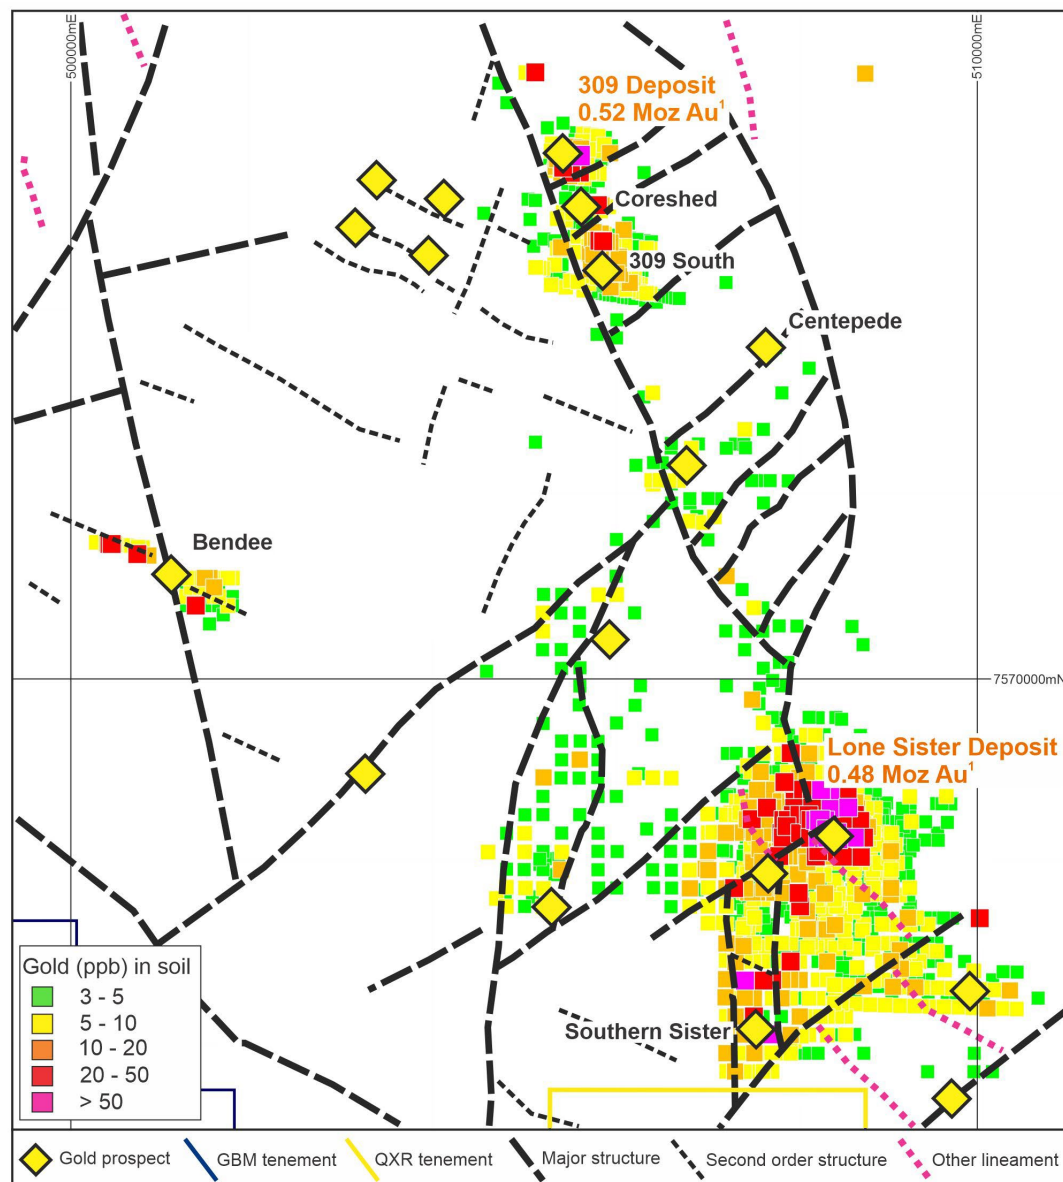 500000mE
510000mE
309 Deposit
0.52 Moz Au1
Coreshed
309 South
Centepede
Bendee
7570000mN
Lone Sister Deposit
0.48 Moz Au1
Southern Sister
Gold (ppb) in soil
3 - 5
5 - 10
10 - 20
20 - 50
> 50
Gold prospect
GBM tenement
QXR tenement
Major structure
Second order structure
Other lineament